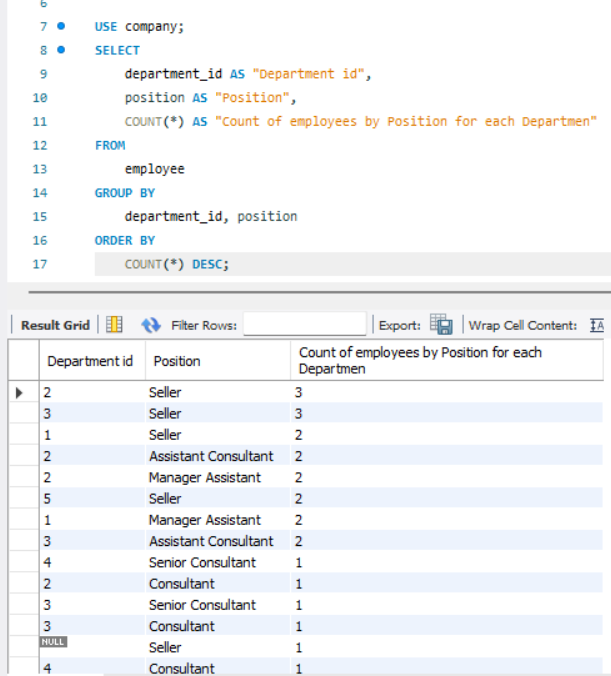 6
7 USE company;
8 SELECT
9 department_id AS "Department id",
10 position AS "Position",
11 COUNT(*) AS "Count of employees by Position for each Departmen"
12 FROM
13 employee
14 GROUP BY
15 department_id, position
16 ORDER BY
17 COUNT(*) DESC;
Result Grid Filter Rows: Export: Wrap Cell Content: IA
Department id Position Count of employees by Position for each
Departmen
2 Seller 3
3 Seller 3
1 Seller 2
2 Assistant Consultant 2
2 Manager Assistant 2
5 Seller 2
1 Manager Assistant 2
3 Assistant Consultant 2
4 Senior Consultant 1
2 Consultant 1
3 Senior Consultant 1
3 Consultant 1
NULL Seller 1
4 Consultant 1